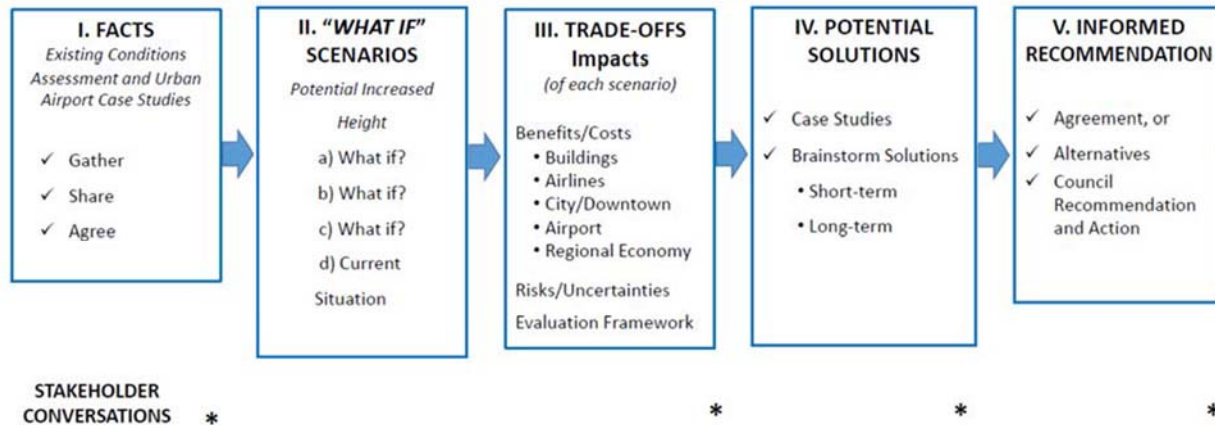 I. FACTS
Existing Conditions
Assessment and Urban
Airport Case Studies
✓ Gather
✓ Share
✓ Agree
II. "WHAT IF"
SCENARIOS
Potential Increased
Height
a) What if?
b) What if?
c) What if?
d) Current
Situation
III. TRADE-OFFS
Impacts
(of each scenario)
Benefits/Costs
• Buildings
• Airlines
• City/Downtown
• Airport
• Regional Economy
Risks/Uncertainties
Evaluation Framework
IV. POTENTIAL
SOLUTIONS
✓ Case Studies
✓ Brainstorm Solutions
• Short-term
• Long-term
V. INFORMED
RECOMMENDATION
✓ Agreement, or
✓ Alternatives
✓ Council
Recommendation
and Action
STAKEHOLDER
CONVERSATIONS * * * *